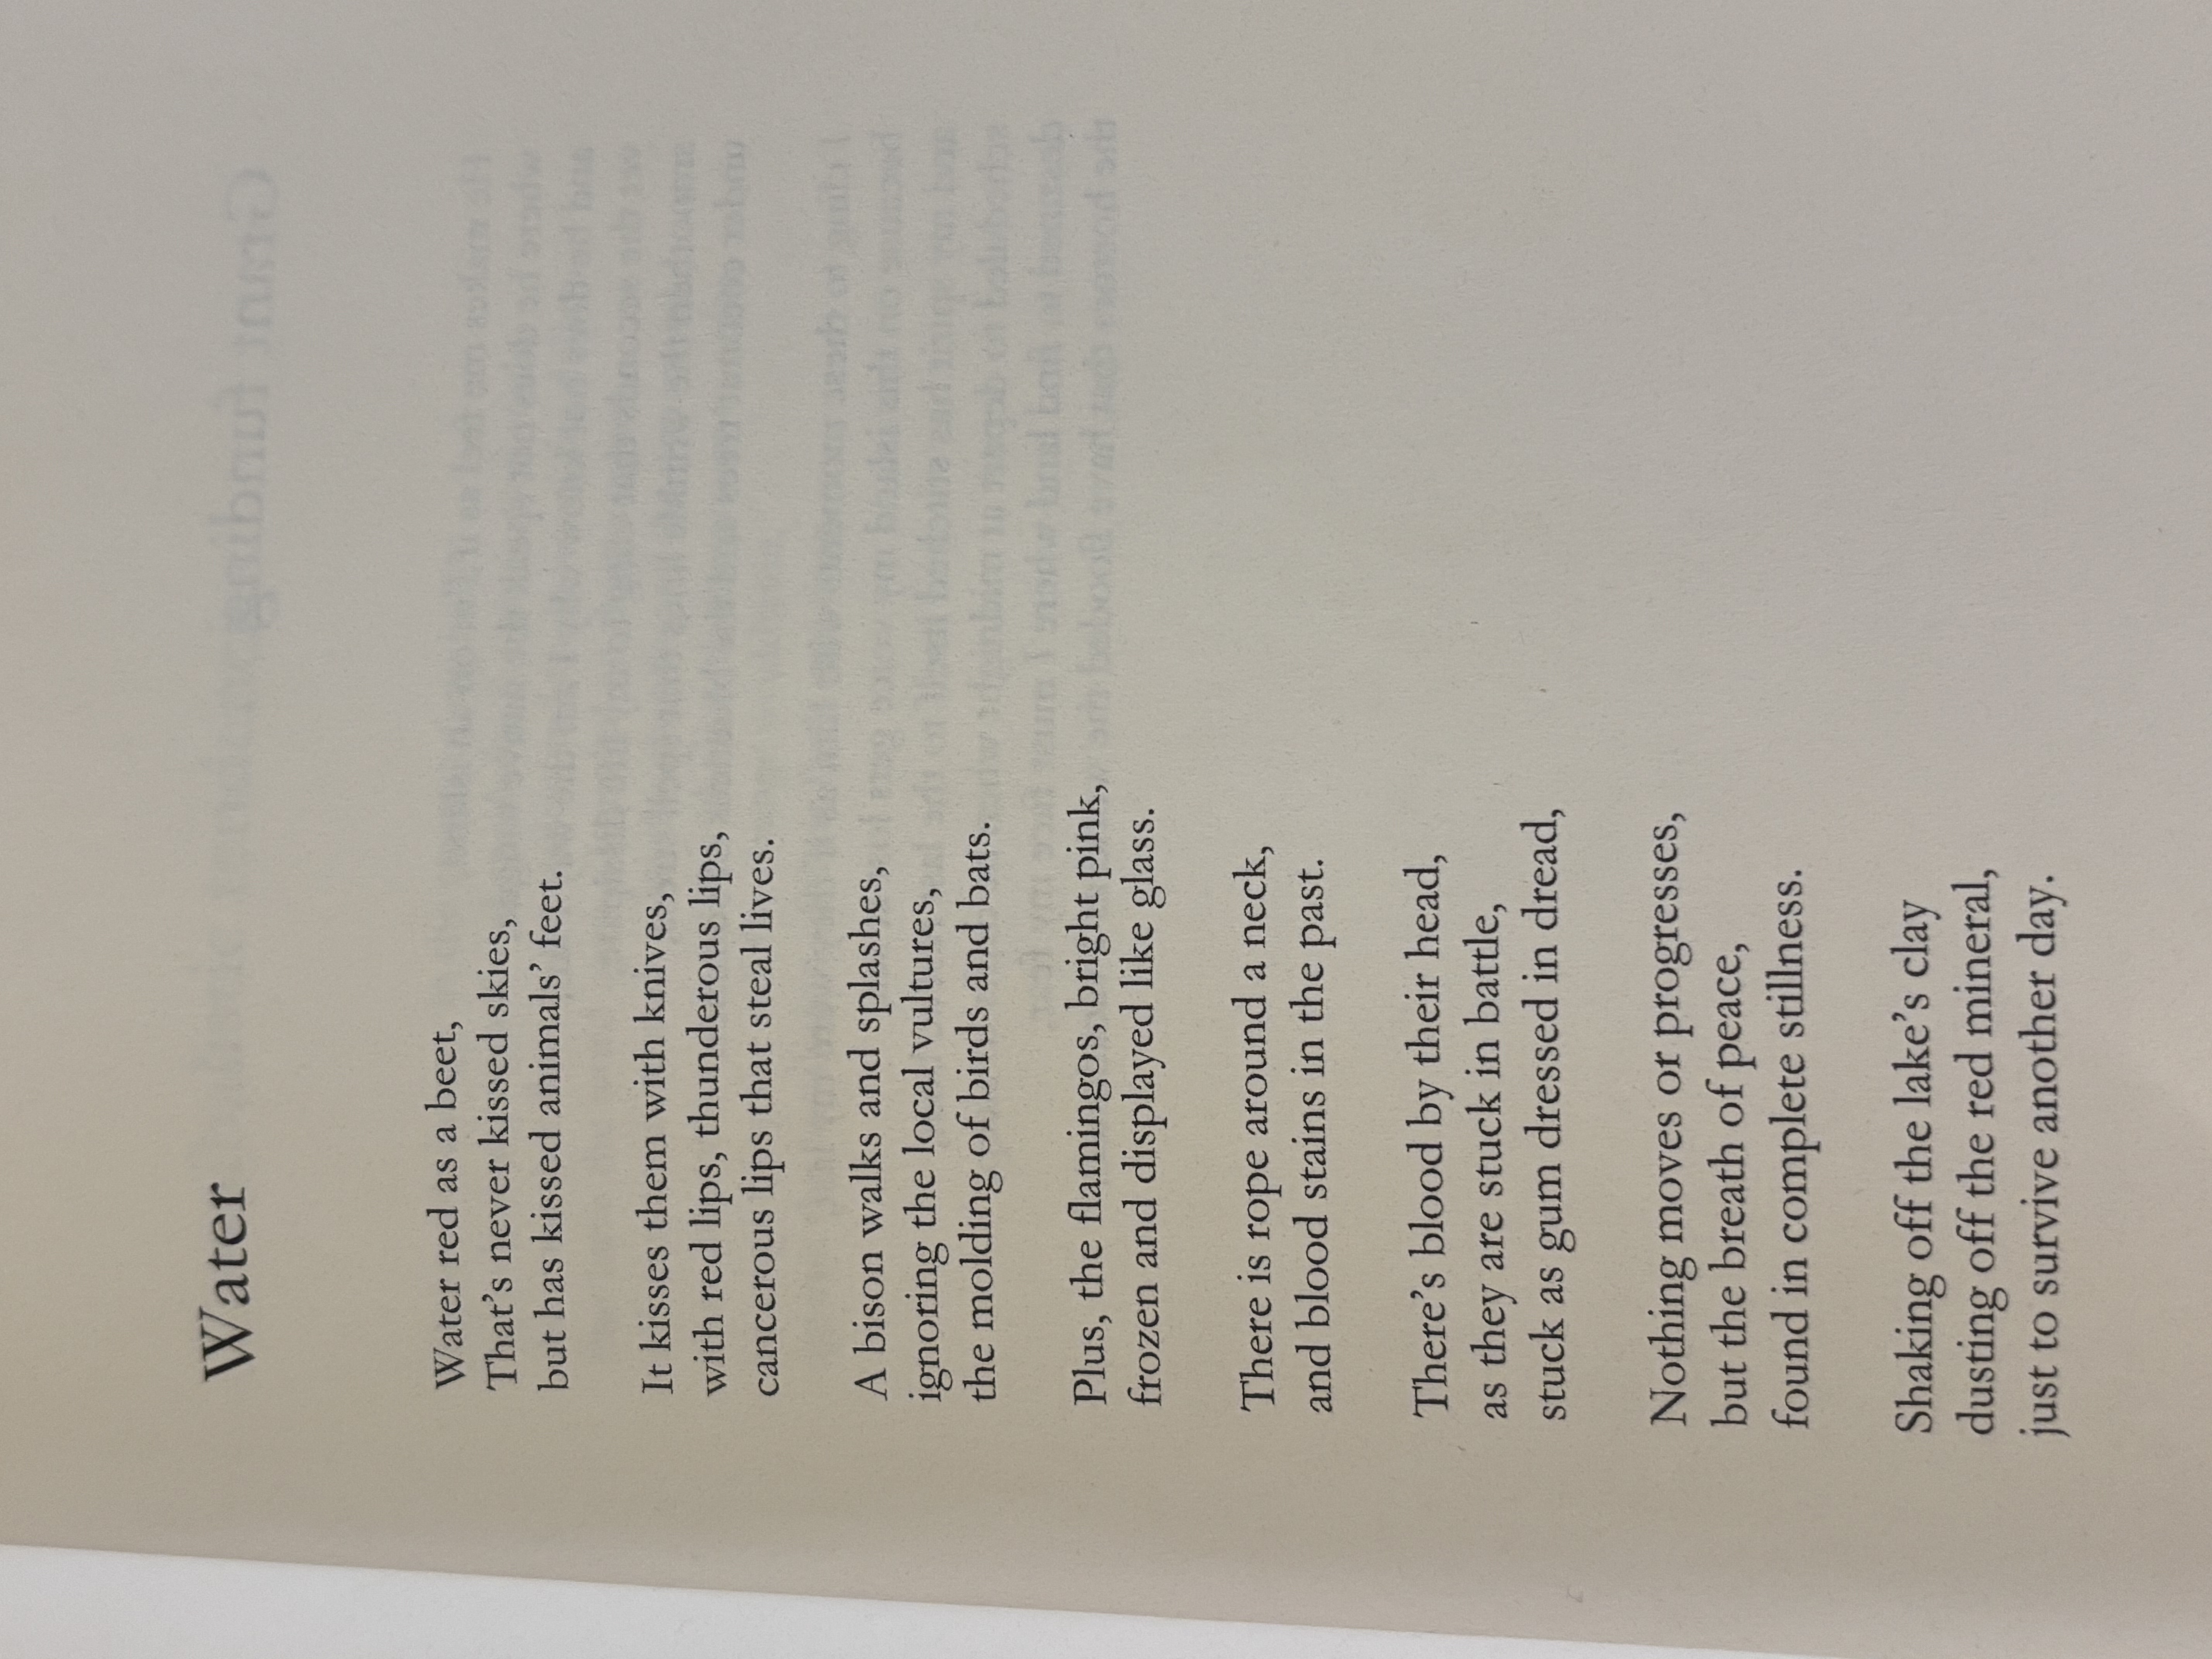 Water
Grant funding
Water red as a beet,
That's never kissed skies,
but has kissed animals' feet.
It kisses them with knives,
with red lips, thunderous lips,
cancerous lips that steal lives.
A bison walks and splashes,
ignoring the local vultures,
the molding of birds and bats.
Plus, the flamingos, bright pink,
frozen and displayed like glass.
There is rope around a neck,
and blood stains in the past.
There's blood by their head,
as they are stuck in battle,
stuck as gum dressed in dread,
Nothing moves or progresses,
but the breath of peace,
found in complete stillness.
Shaking off the lake's clay
dusting off the red mineral,
just to survive another day.